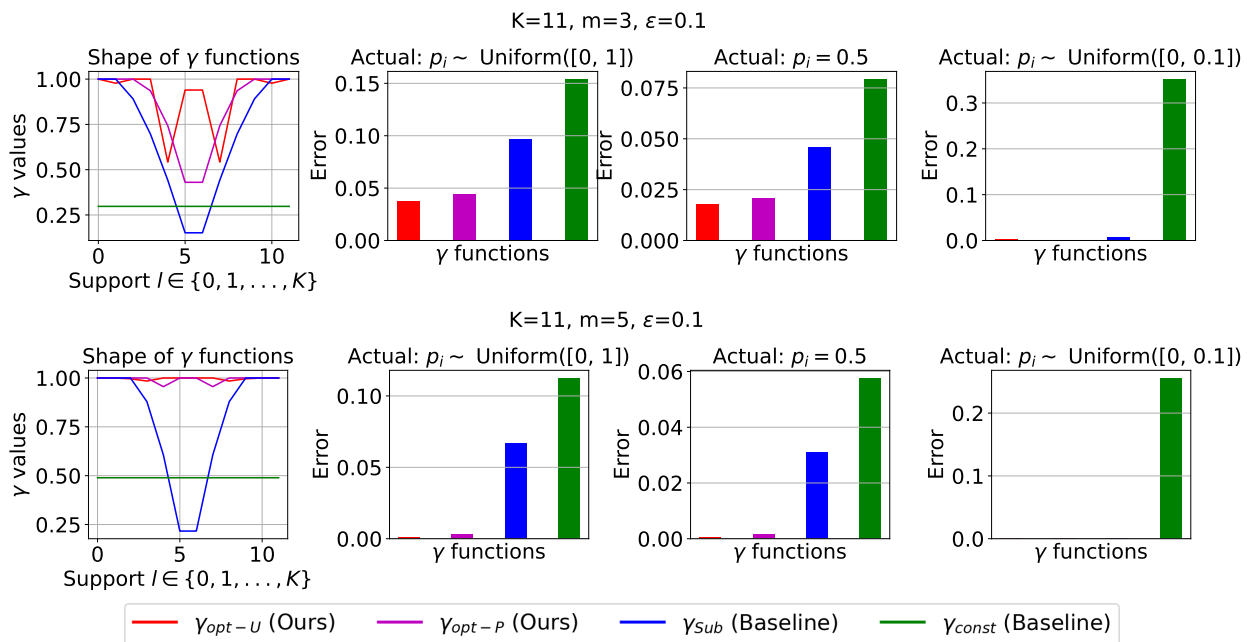 K=11, m=3, ε=0.1
Shape of γ functions
γ values
1.00
0.75
0.50
0.25
0
5
10
Support l ∈ {0, 1, . . . , K}
Actual: pᵢ ∼ Uniform([0, 1])
Error
0.15
0.10
0.05
0.00
γ functions
Actual: pᵢ = 0.5
Error
0.075
0.050
0.025
0.000
γ functions
Actual: pᵢ ∼ Uniform([0, 0.1])
Error
0.3
0.2
0.1
0.0
γ functions
K=11, m=5, ε=0.1
Shape of γ functions
γ values
1.00
0.75
0.50
0.25
0
5
10
Support l ∈ {0, 1, . . . , K}
Actual: pᵢ ∼ Uniform([0, 1])
Error
0.10
0.05
0.00
γ functions
Actual: pᵢ = 0.5
Error
0.06
0.04
0.02
0.00
γ functions
Actual: pᵢ ∼ Uniform([0, 0.1])
Error
0.2
0.1
0.0
γ functions
γopt−U (Ours)
γopt−P (Ours)
γSub (Baseline)
γconst (Baseline)